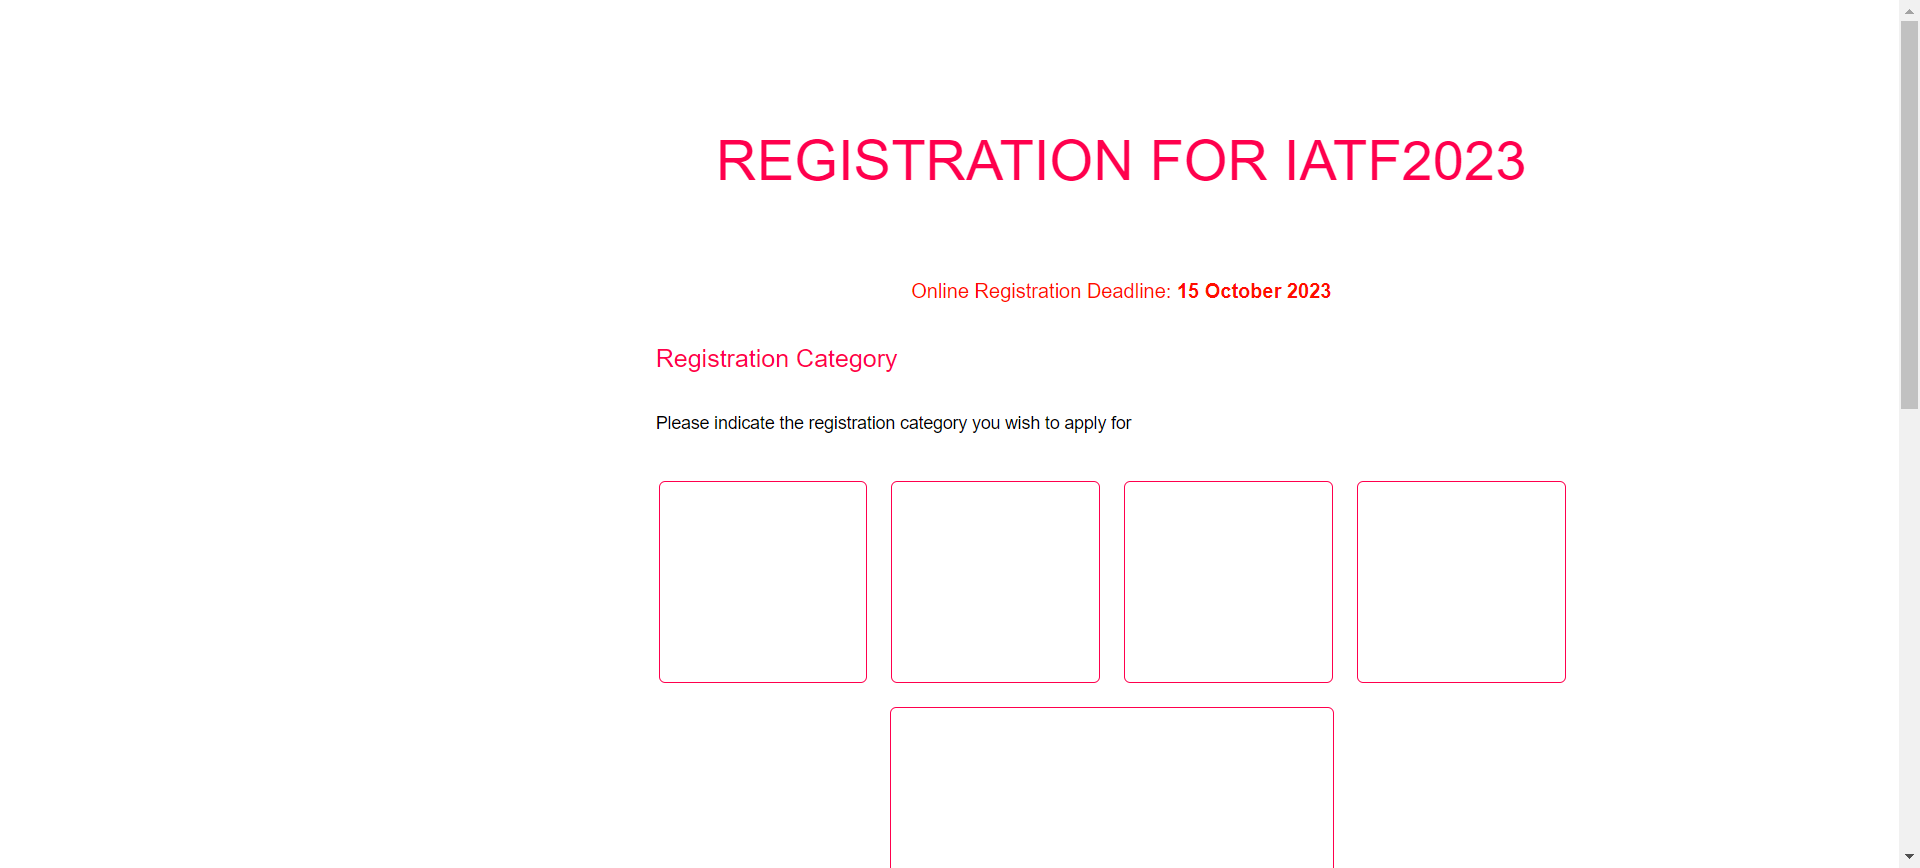 REGISTRATION FOR IATF2023
Online Registration Deadline: 15 October 2023
Registration Category
Please indicate the registration category you wish to apply for